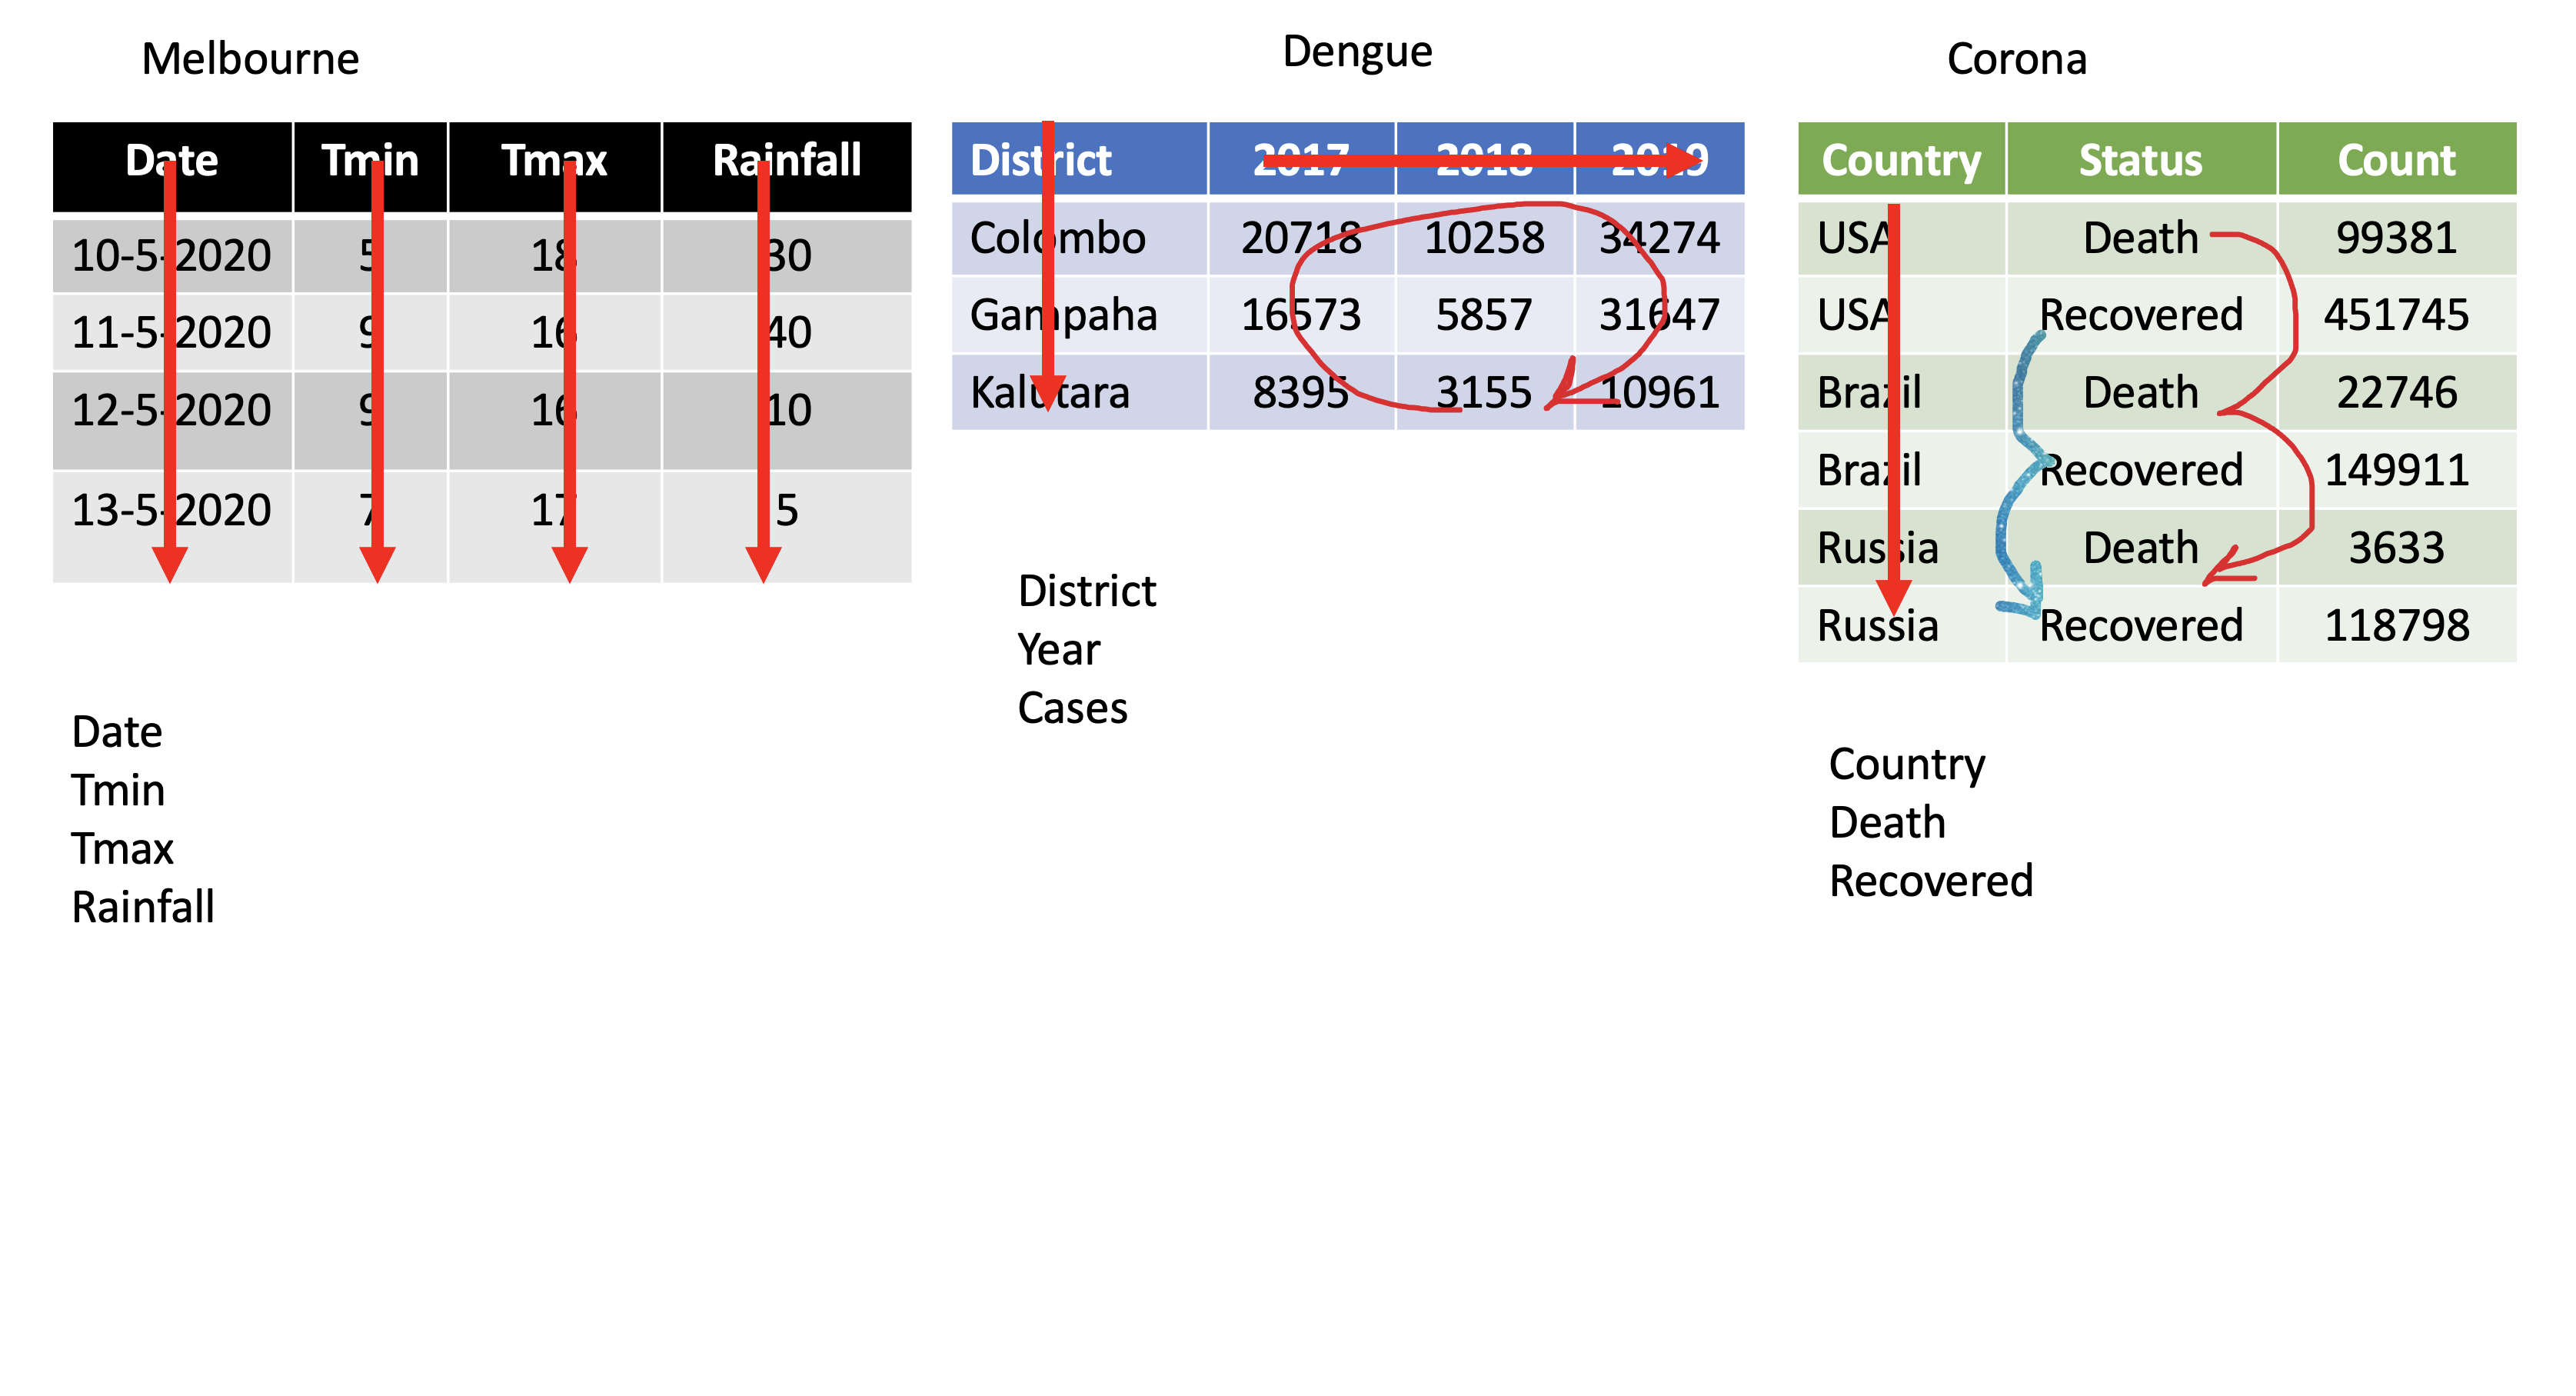 Melbourne
Date Tmin Tmax Rainfall
10-5-2020 5 18 30
11-5-2020 9 16 40
12-5-2020 9 16 10
13-5-2020 7 17 5
Date
Tmin
Tmax
Rainfall
Dengue
District 2017 2018 2019
Colombo 20718 10258 34274
Gampaha 16573 5857 31647
Kalutara 8395 3155 10961
District
Year
Cases
Corona
Country Status Count
USA Death 99381
USA Recovered 451745
Brazil Death 22746
Brazil Recovered 149911
Russia Death 3633
Russia Recovered 118798
Country
Death
Recovered